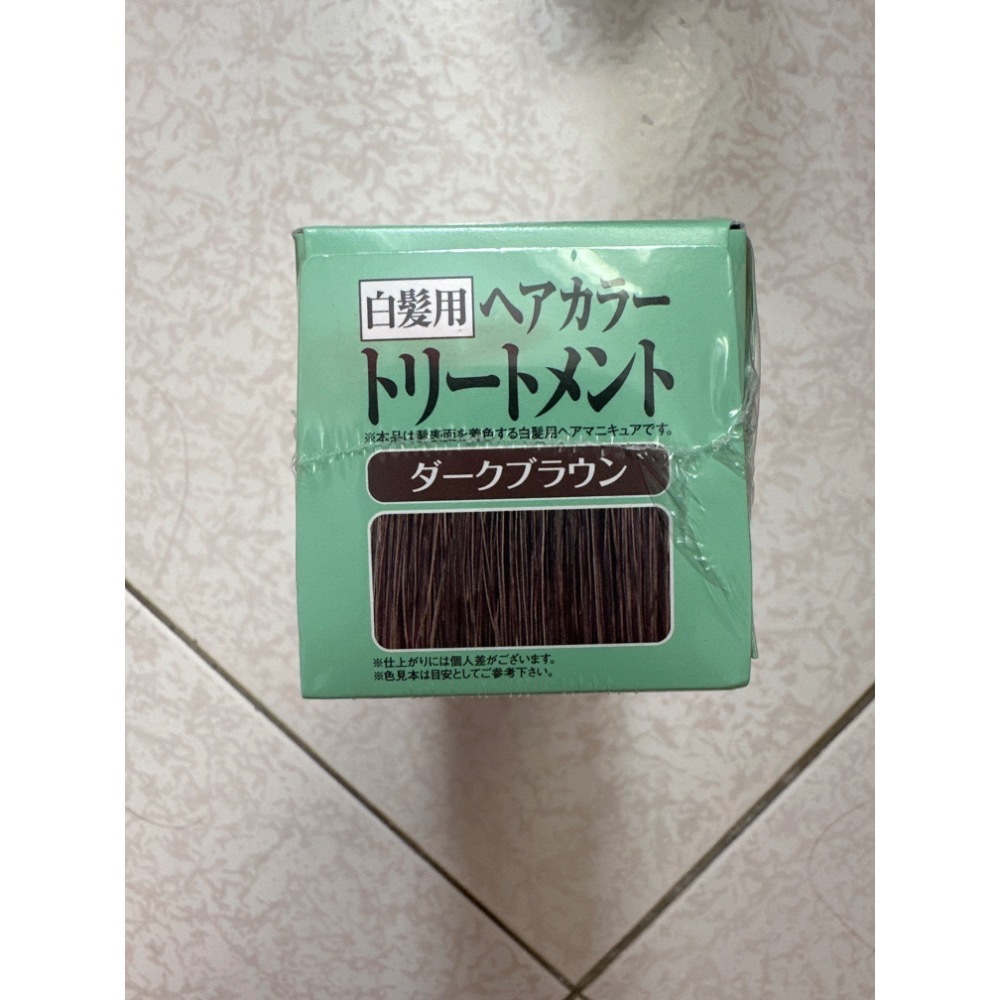 白髪用 ヘアカラー
トリートメント
※本品は髪表面を着色する白髪用ヘアマニキュアです。
ダークブラウン
※仕上がりには個人差がございます。
※色見本は目安としてご参考下さい。